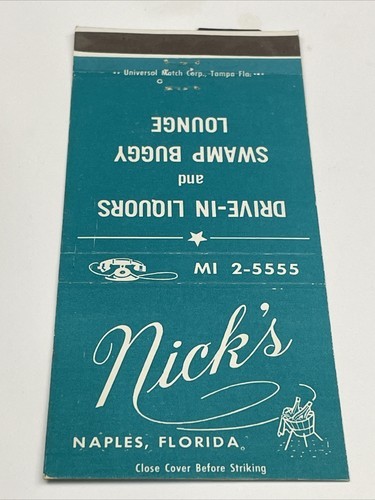 Universal Match Corp., Tampa Fla.
DRIVE-IN LIQUORS
and
SWAMP BUGGY
LOUNGE
MI 2-5555
Nick's
NAPLES, FLORIDA
Close Cover Before Striking